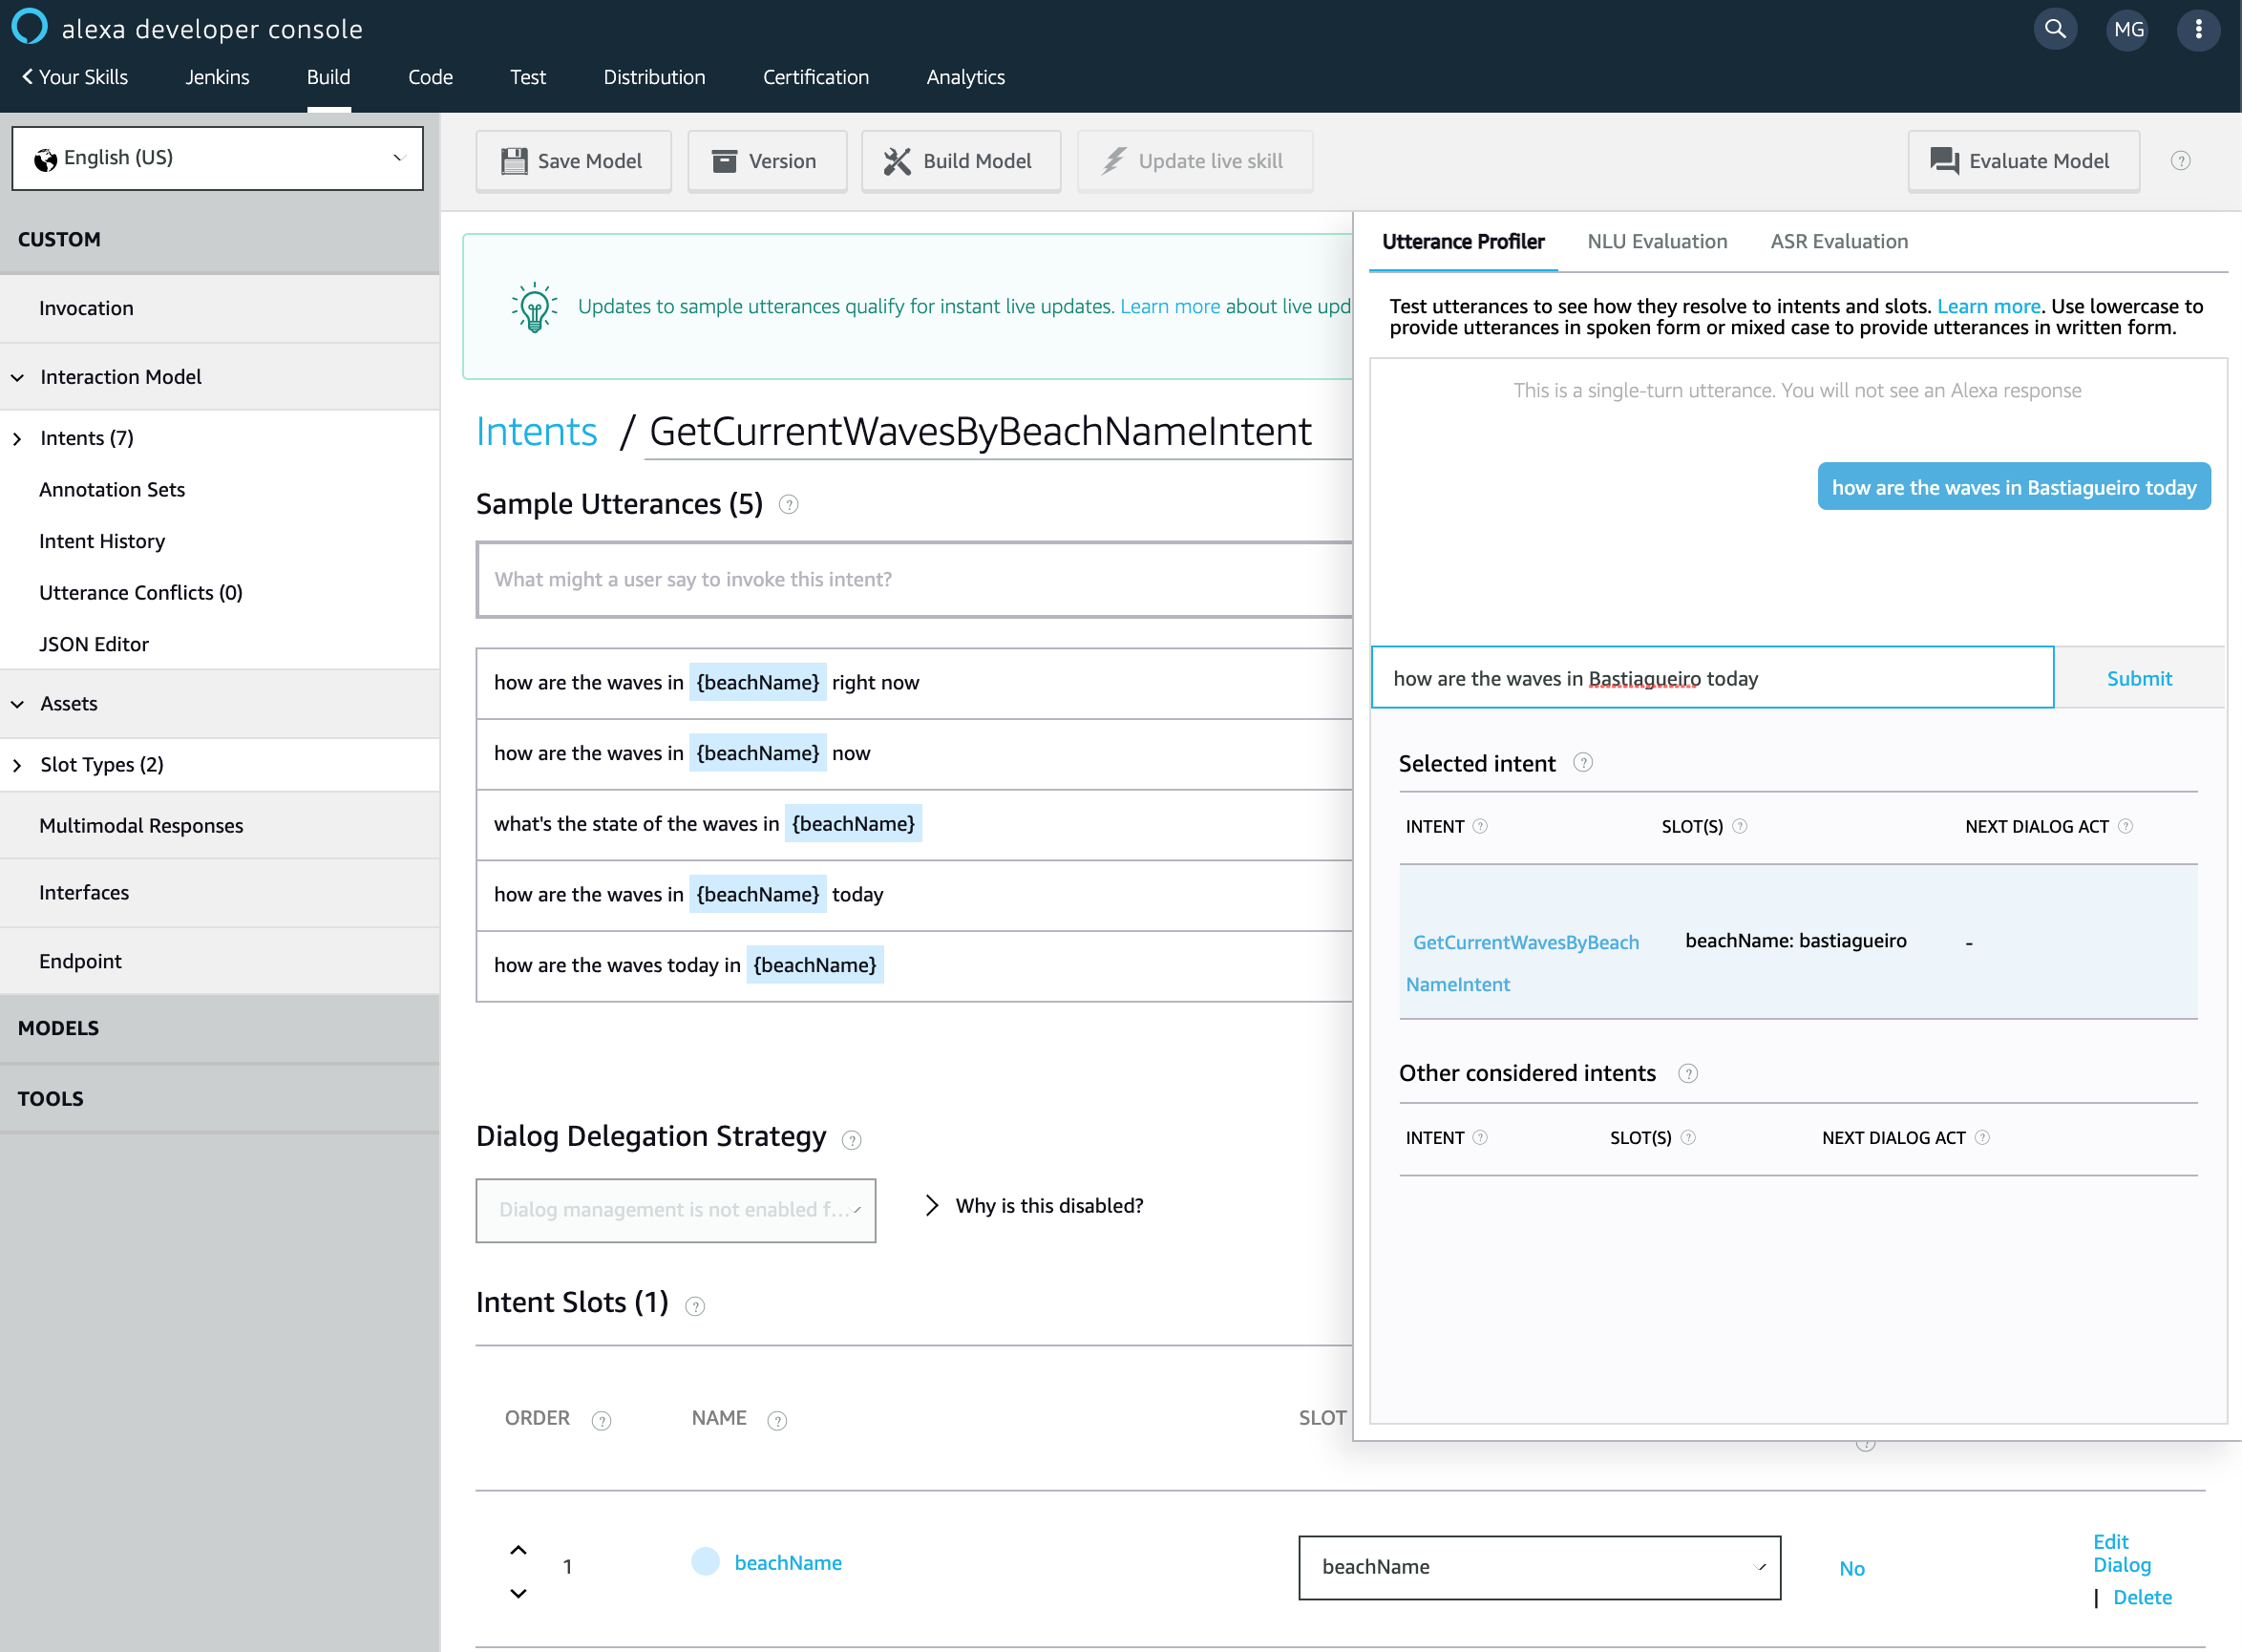 alexa developer console
MG
Your Skills
Jenkins
Build
Code
Test
Distribution
Certification
Analytics
English (US)
CUSTOM
Invocation
Interaction Model
Intents (7)
Annotation Sets
Intent History
Utterance Conflicts (0)
JSON Editor
Assets
Slot Types (2)
Multimodal Responses
Interfaces
Endpoint
MODELS
TOOLS
Save Model
Version
Build Model
Update live skill
Evaluate Model
?
Updates to sample utterances qualify for instant live updates. Learn more about live upd
Intents / GetCurrentWavesByBeachNameIntent
Sample Utterances (5) ?
What might a user say to invoke this intent?
how are the waves in {beachName} right now
how are the waves in {beachName} now
what's the state of the waves in {beachName}
how are the waves in {beachName} today
how are the waves today in {beachName}
Dialog Delegation Strategy ?
Dialog management is not enabled f...
Why is this disabled?
Intent Slots (1) ?
ORDER ?
NAME ?
SLOT
?
1
beachName
beachName
No
Edit
Dialog
| Delete
Utterance Profiler
NLU Evaluation
ASR Evaluation
Test utterances to see how they resolve to intents and slots. Learn more. Use lowercase to
provide utterances in spoken form or mixed case to provide utterances in written form.
This is a single-turn utterance. You will not see an Alexa response
how are the waves in Bastiagueiro today
how are the waves in Bastiagueiro today
Submit
Selected intent ?
INTENT ?
SLOT(S) ?
NEXT DIALOG ACT ?
GetCurrentWavesByBeach
NameIntent
beachName: bastiagueiro
-
Other considered intents ?
INTENT ?
SLOT(S) ?
NEXT DIALOG ACT ?